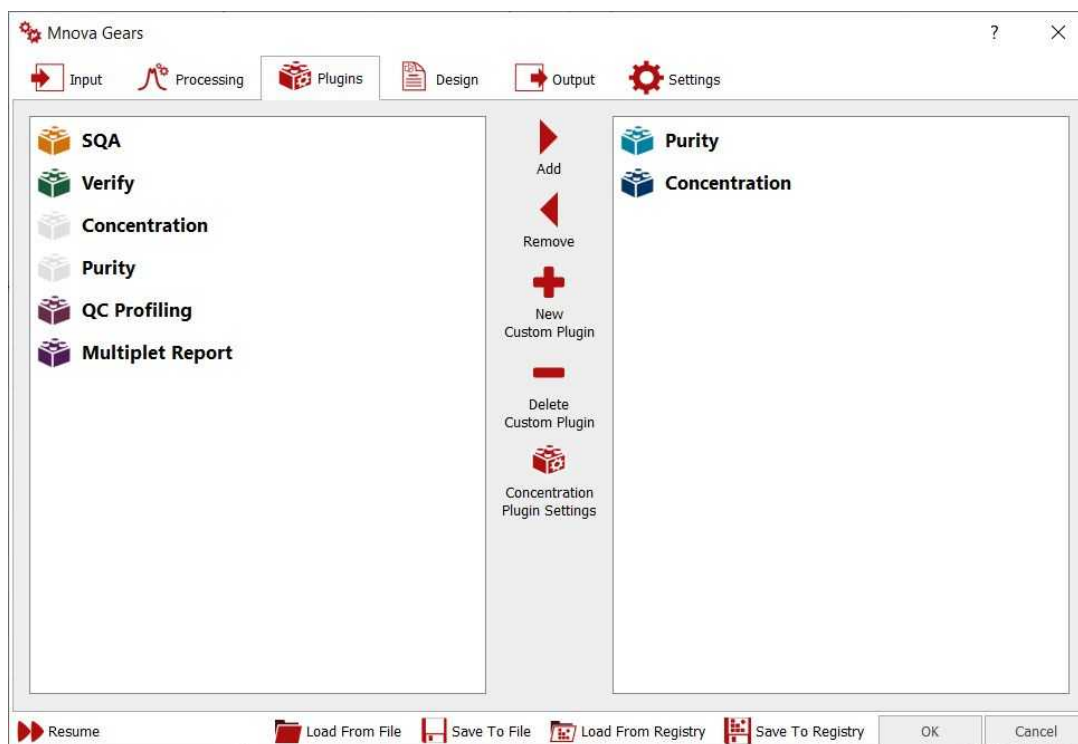 Mnova Gears
?
Input
Processing
Plugins
Design
Output
Settings
SQA
Verify
Concentration
Purity
QC Profiling
Multiplet Report
Add
Remove
New
Custom Plugin
Delete
Custom Plugin
Concentration
Plugin Settings
Purity
Concentration
Resume
Load From File
Save To File
Load From Registry
Save To Registry
OK
Cancel